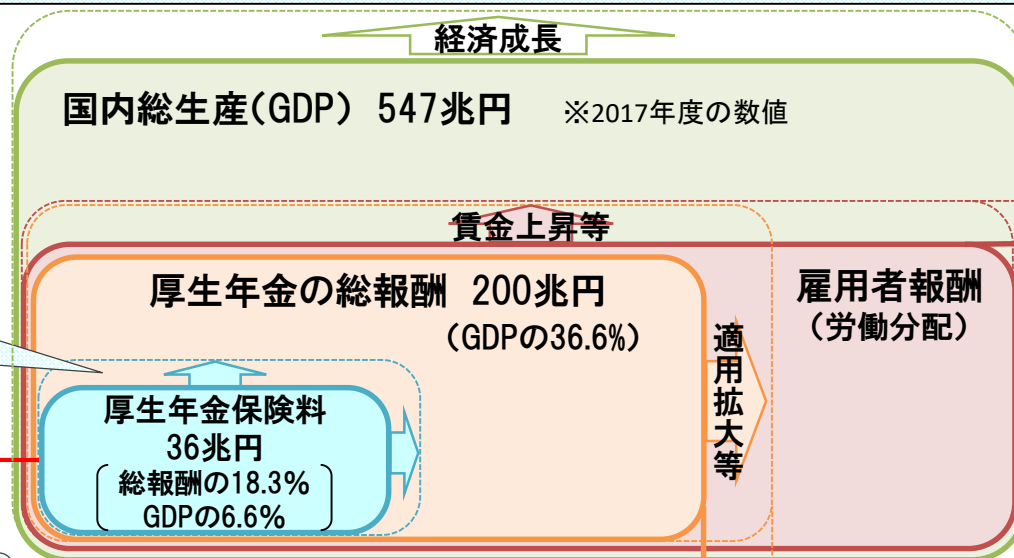 経済成長
国内総生産(GDP) 547兆円 ※2017年度の数値
賃金上昇等
厚生年金の総報酬 200兆円
(GDPの36.6%)
雇用者報酬
(労働分配)
適用拡大等
厚生年金保険料
36兆円
総報酬の18.3%
GDPの6.6%